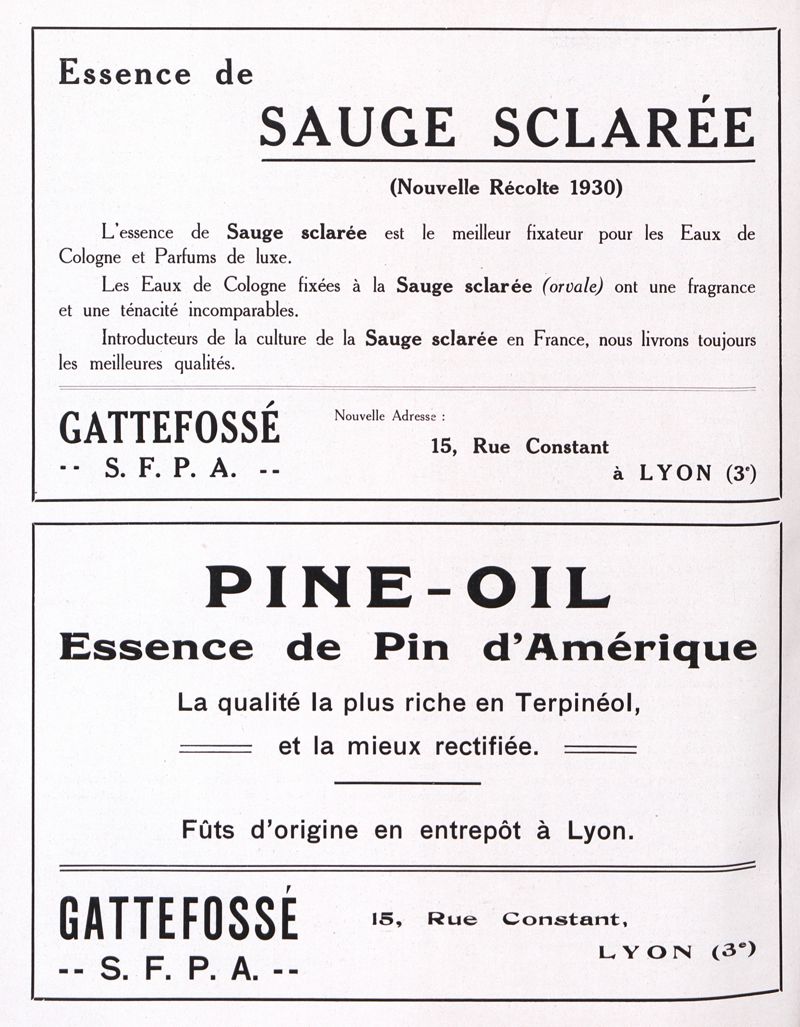 Essence de
SAUGE SCLARÉE
(Nouvelle Récolte 1930)
L'essence de Sauge sclarée est le meilleur fixateur pour les Eaux de
Cologne et Parfums de luxe.
Les Eaux de Cologne fixées à la Sauge sclarée (orvale) ont une fragrance
et une ténacité incomparables.
Introducteurs de la culture de la Sauge sclarée en France, nous livrons toujours
les meilleures qualités.
GATTEFOSSÉ
-- S. F. P. A. --
Nouvelle Adresse :
15, Rue Constant
à LYON (3e)
PINE-OIL
Essence de Pin d'Amérique
La qualité la plus riche en Terpinéol,
et la mieux rectifiée.
Fûts d'origine en entrepôt à Lyon.
GATTEFOSSÉ
-- S. F. P. A. --
15, Rue Constant,
LYON (3e)